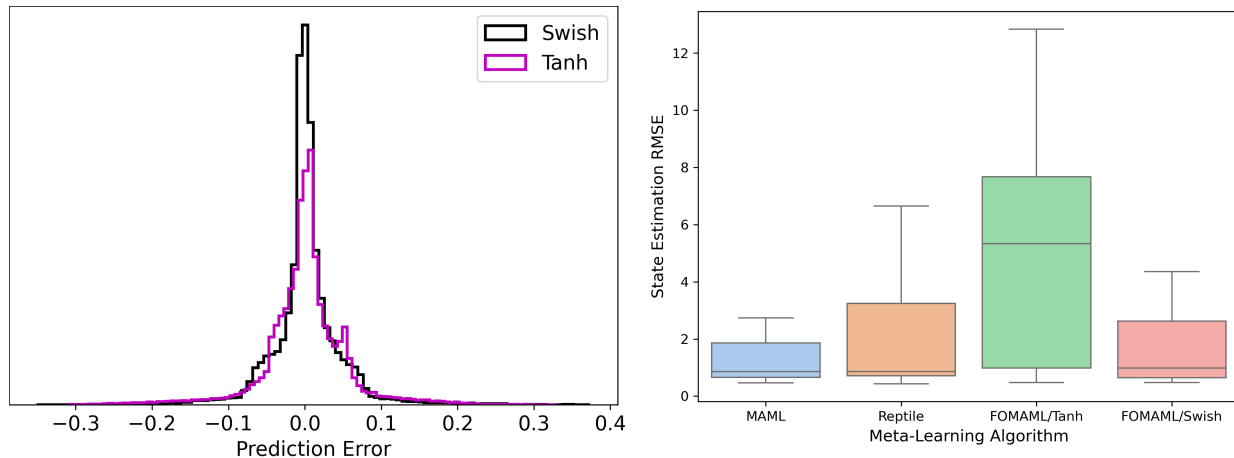 Swish
Tanh
−0.3 −0.2 −0.1 0.0 0.1 0.2 0.3 0.4
Prediction Error
State Estimation RMSE
12
10
8
6
4
2
0
MAML Reptile FOMAML/Tanh FOMAML/Swish
Meta-Learning Algorithm